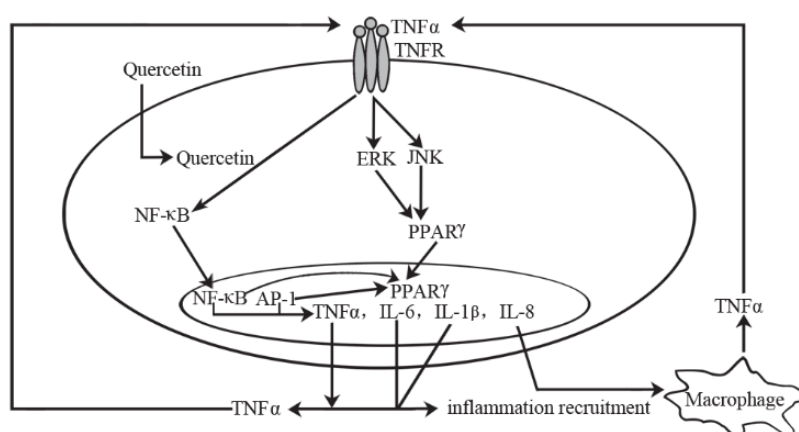 TNFα
TNFR
Quercetin
Quercetin
ERK JNK
NF-κB
PPARγ
NF-κB AP-1 PPARγ
TNFα, IL-6, IL-1β, IL-8
TNFα
Macrophage
TNFα inflammation recruitment